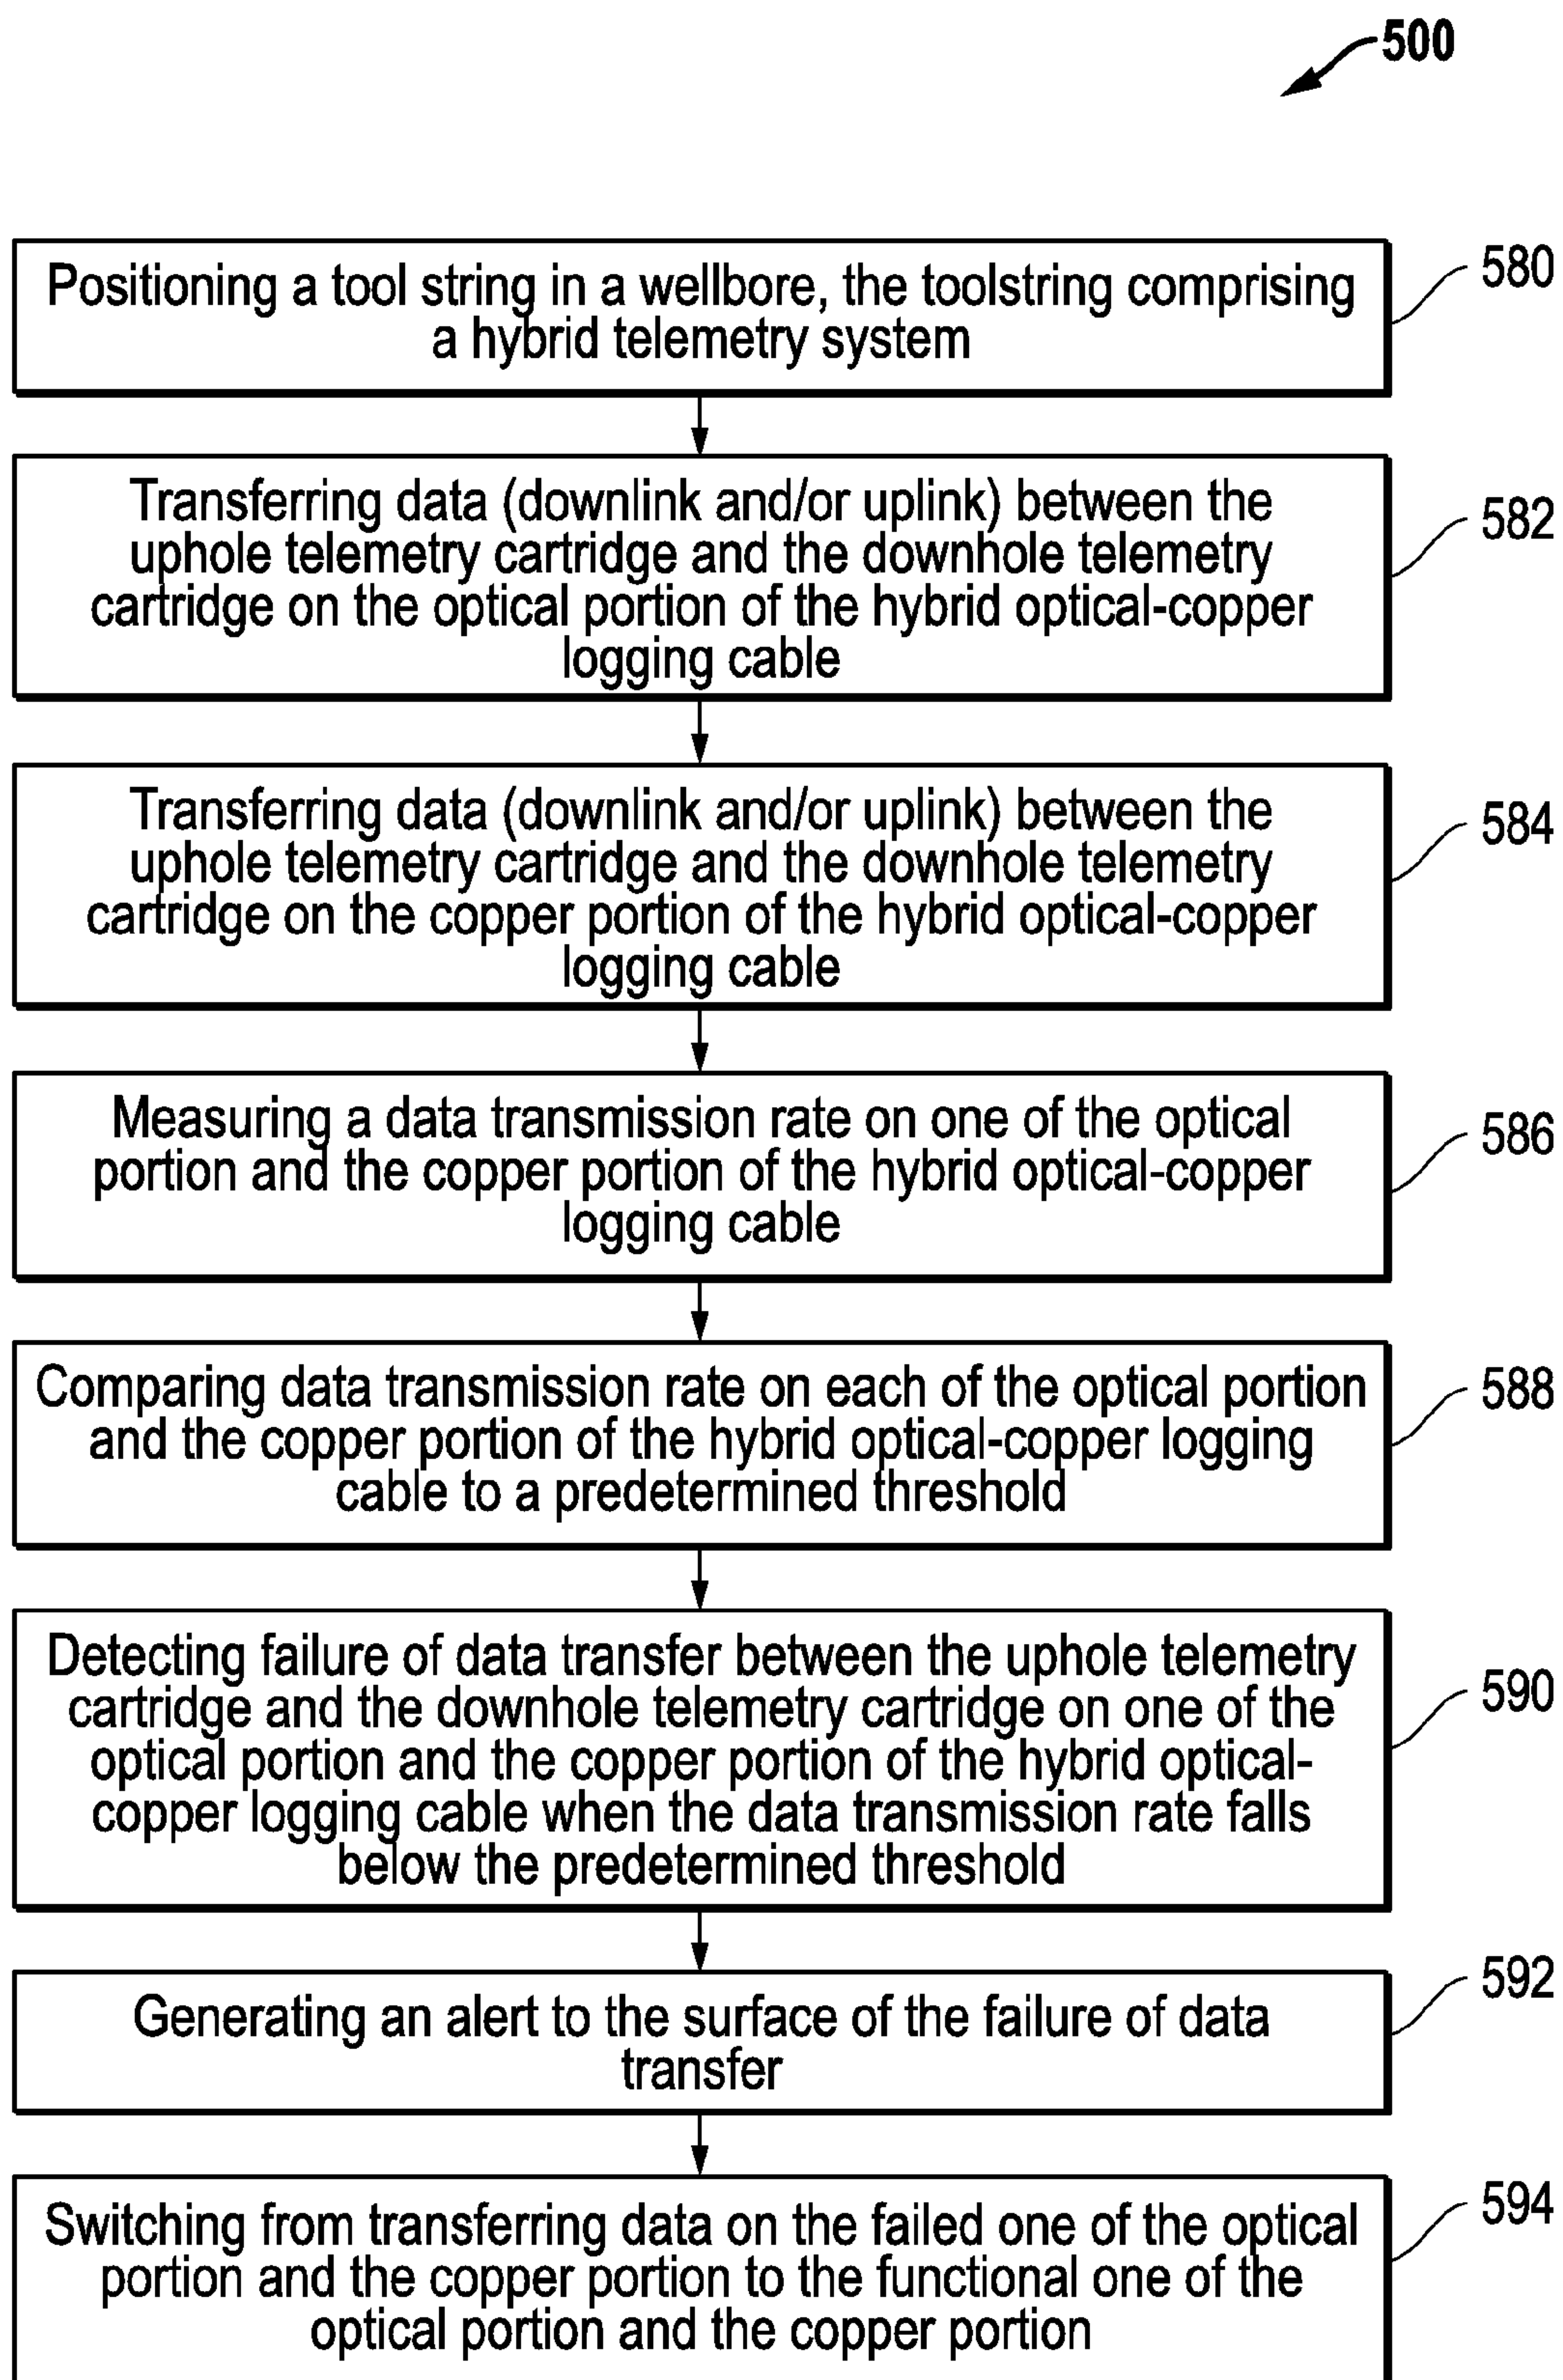 500
Positioning a tool string in a wellbore, the toolstring comprising
a hybrid telemetry system
580
Transferring data (downlink and/or uplink) between the
uphole telemetry cartridge and the downhole telemetry
cartridge on the optical portion of the hybrid optical-copper
logging cable
582
Transferring data (downlink and/or uplink) between the
uphole telemetry cartridge and the downhole telemetry
cartridge on the copper portion of the hybrid optical-copper
logging cable
584
Measuring a data transmission rate on one of the optical
portion and the copper portion of the hybrid optical-copper
logging cable
586
Comparing data transmission rate on each of the optical portion
and the copper portion of the hybrid optical-copper logging
cable to a predetermined threshold
588
Detecting failure of data transfer between the uphole telemetry
cartridge and the downhole telemetry cartridge on one of the
optical portion and the copper portion of the hybrid optical-
copper logging cable when the data transmission rate falls
below the predetermined threshold
590
Generating an alert to the surface of the failure of data
transfer
592
Switching from transferring data on the failed one of the optical
portion and the copper portion to the functional one of the
optical portion and the copper portion
594